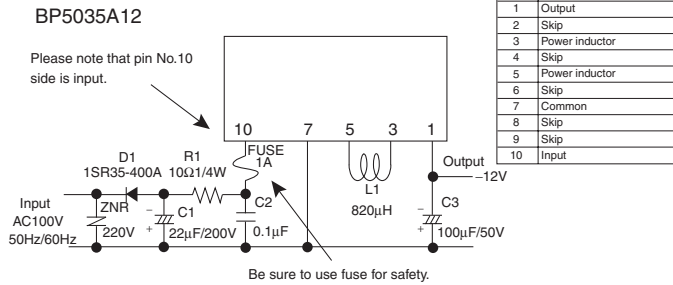 BP5035A12
Please note that pin No.10
side is input.
10
7
5
3
1
FUSE
1A
D1
1SR35-400A
R1
10Ω1/4W
L1
820μH
Output
−12V
Input
AC100V
50Hz/60Hz
ZNR
220V
−
+
C1
22μF/200V
C2
0.1μF
−
+
C3
100μF/50V
Be sure to use fuse for safety.
1 Output
2 Skip
3 Power inductor
4 Skip
5 Power inductor
6 Skip
7 Common
8 Skip
9 Skip
10 Input